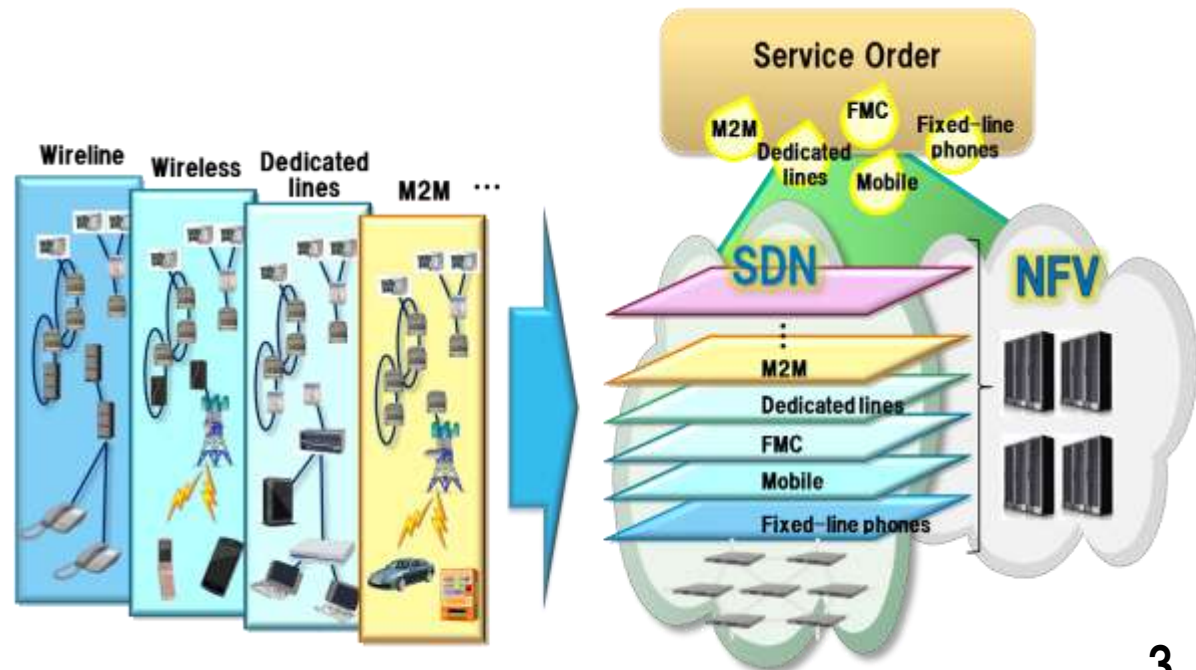 Wireline
Wireless
Dedicated
lines
M2M
...
Service Order
M2M
Dedicated
lines
FMC
Mobile
Fixed-line
phones
SDN
NFV
⋮
M2M
Dedicated lines
FMC
Mobile
Fixed-line phones
3